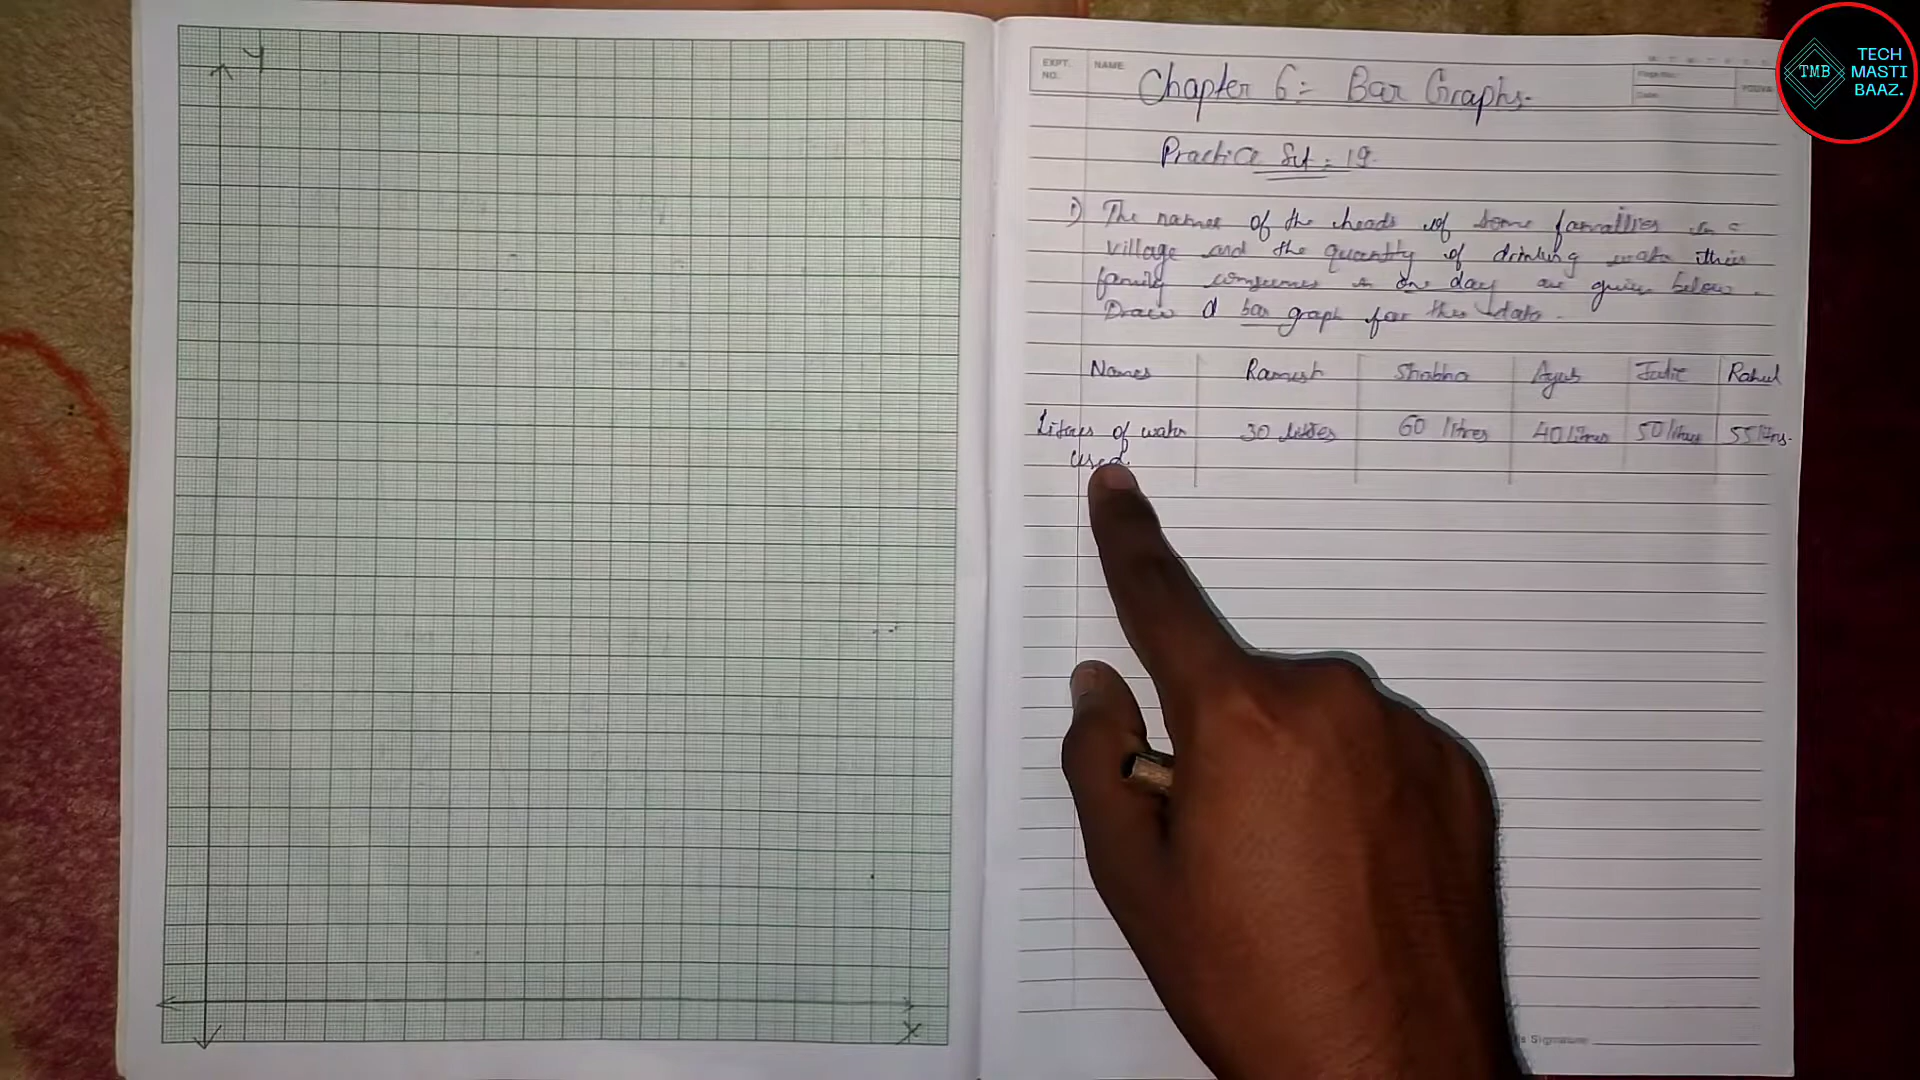 Y
X
EXPT. NO.
NAME
Chapter 6:- Bar Graphs.
Practice Set : 19.
1) The names of the heads of some famallies in a
village and the quantity of drinking water their
family consumes in one day are given below.
Draw a bar graph for this data.
Names Ramesh Shobha Ayub Julie Rahul
Litres of water 30 litres 60 litres 40 litres 50 litres 55 litres.
used.
s Signature
TMB
TECH
MASTI
BAAZ.